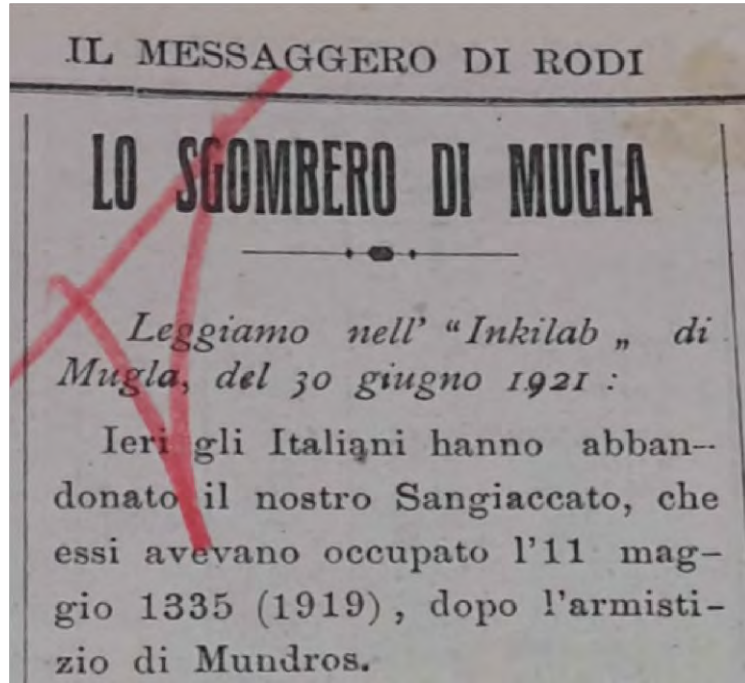 IL MESSAGGERO DI RODI
LO SGOMBERO DI MUGLA
Leggiamo nell' “Inkilab „ di
Mugla, del 30 giugno 1921 :
Ieri gli Italiani hanno abban-
donato il nostro Sangiaccato, che
essi avevano occupato l'11 mag-
gio 1335 (1919), dopo l'armisti-
zio di Mundros.